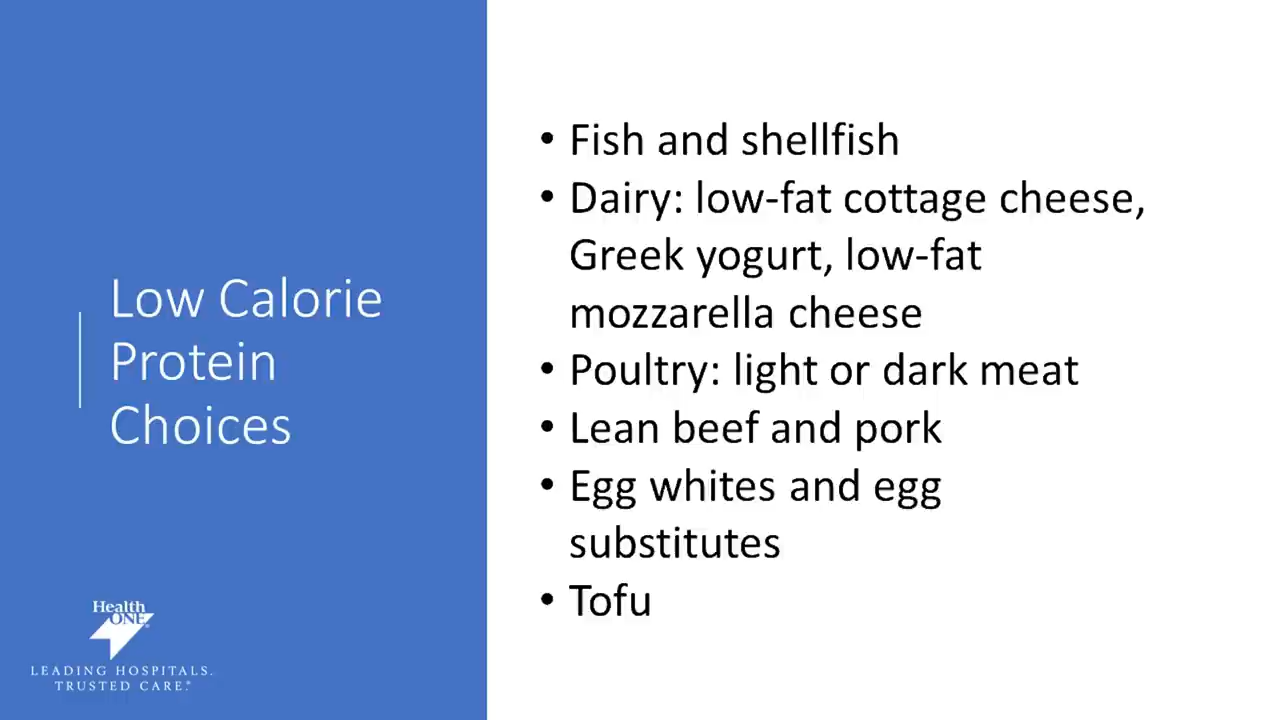 Low Calorie
Protein
Choices
• Fish and shellfish
• Dairy: low-fat cottage cheese,
Greek yogurt, low-fat
mozzarella cheese
• Poultry: light or dark meat
• Lean beef and pork
• Egg whites and egg
substitutes
• Tofu
Health
ONE®
LEADING HOSPITALS.
TRUSTED CARE.®